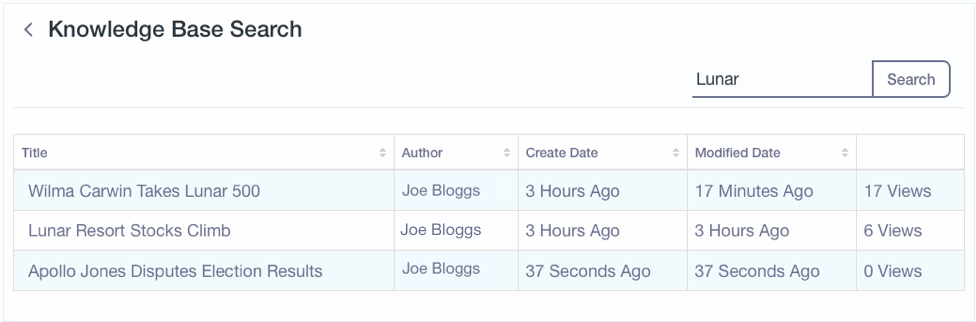 Knowledge Base Search
Lunar Search
Title Author Create Date Modified Date
Wilma Carwin Takes Lunar 500 Joe Bloggs 3 Hours Ago 17 Minutes Ago 17 Views
Lunar Resort Stocks Climb Joe Bloggs 3 Hours Ago 3 Hours Ago 6 Views
Apollo Jones Disputes Election Results Joe Bloggs 37 Seconds Ago 37 Seconds Ago 0 Views